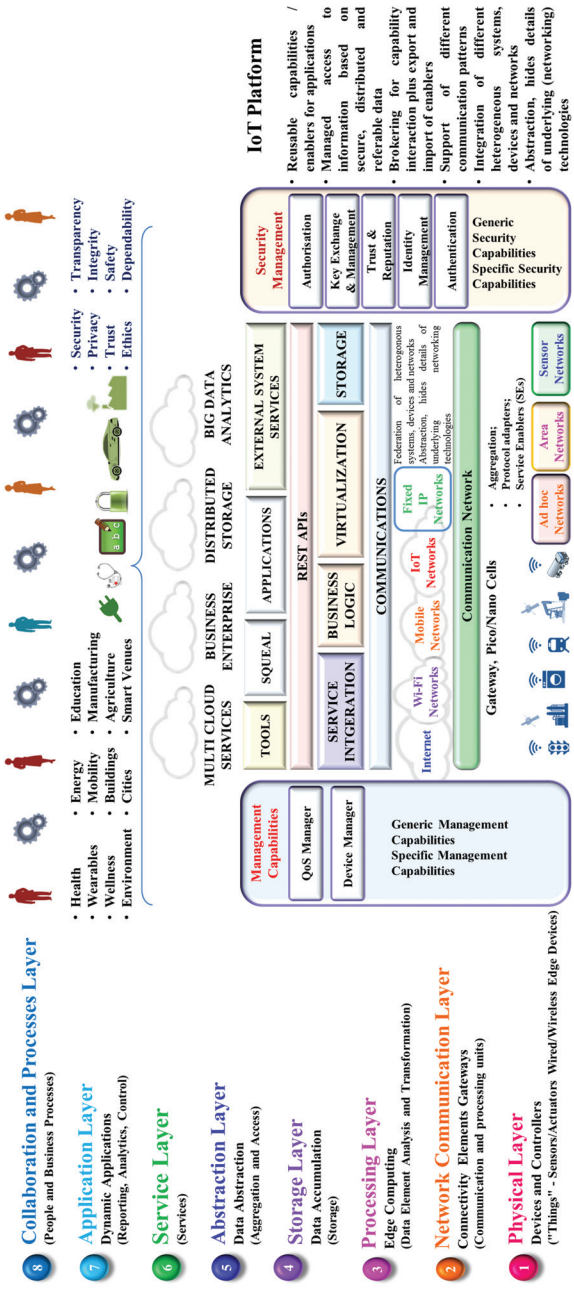 8
Collaboration and Processes Layer
(People and Business Processes)
7
Application Layer
Dynamic Applications
(Reporting, Analytics, Control)
6
Service Layer
(Services)
5
Abstraction Layer
Data Abstraction
(Aggregation and Access)
4
Storage Layer
Data Accumulation
(Storage)
3
Processing Layer
Edge Computing
(Data Element Analysis and Transformation)
2
Network Communication Layer
Connectivity Elements Gateways
(Communication and processing units)
1
Physical Layer
Devices and Controllers
("Things" - Sensors/Actuators Wired/Wireless Edge Devices)
• Health
• Wearables
• Wellness
• Environment
• Energy
• Mobility
• Buildings
• Cities
• Education
• Manufacturing
• Agriculture
• Smart Venues
a b c
• Security
• Privacy
• Trust
• Ethics
• Transparency
• Integrity
• Safety
• Dependability
MULTI CLOUD
SERVICES
BUSINESS
ENTERPRISE
DISTRIBUTED
STORAGE
BIG DATA
ANALYTICS
Management
Capabilities
QoS Manager
Device Manager
Generic Management
Capabilities
Specific Management
Capabilities
TOOLS
SQUEAL
APPLICATIONS
EXTERNAL SYSTEM
SERVICES
REST APIs
SERVICE
INTGERATION
BUSINESS
LOGIC
VIRTUALIZATION
STORAGE
COMMUNICATIONS
Internet
Wi-Fi
Networks
Mobile
Networks
IoT
Networks
Fixed
IP
Networks
Federation of heterogonous
systems, devices and networks
Abstraction, hides details of
underlying networking
technologies
Communication Network
Gateway, Pico/Nano Cells
• Aggregation;
• Protocol adapters;
• Service Enablers (SEs)
Ad hoc
Networks
Area
Networks
Sensor
Networks
Security
Management
Authorisation
Key Exchange
& Management
Trust &
Reputation
Identity
Management
Authentication
Generic
Security
Capabilities
Specific Security
Capabilities
IoT Platform
• Reusable capabilities /
enablers for applications
• Managed access to
information based on
secure, distributed and
referable data
• Brokering for capability
interaction plus export and
import of enablers
• Support of different
communication patterns
• Integration of different
heterogeneous systems,
devices and networks
• Abstraction, hides details
of underlying (networking)
technologies